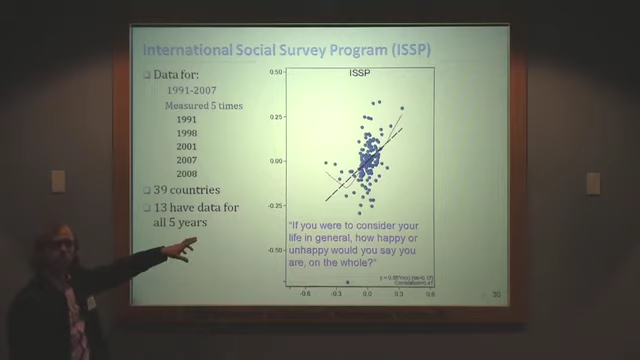 International Social Survey Program (ISSP)
Data for:
1991-2007
Measured 5 times
1991
1998
2001
2007
2008
39 countries
13 have data for
all 5 years
ISSP
0.50
0.25
0.00
-0.25
-0.50
"If you were to consider your
life in general, how happy or
unhappy would you say you
are, on the whole?"
-0.6
-0.3
0.0
0.3
0.6
30